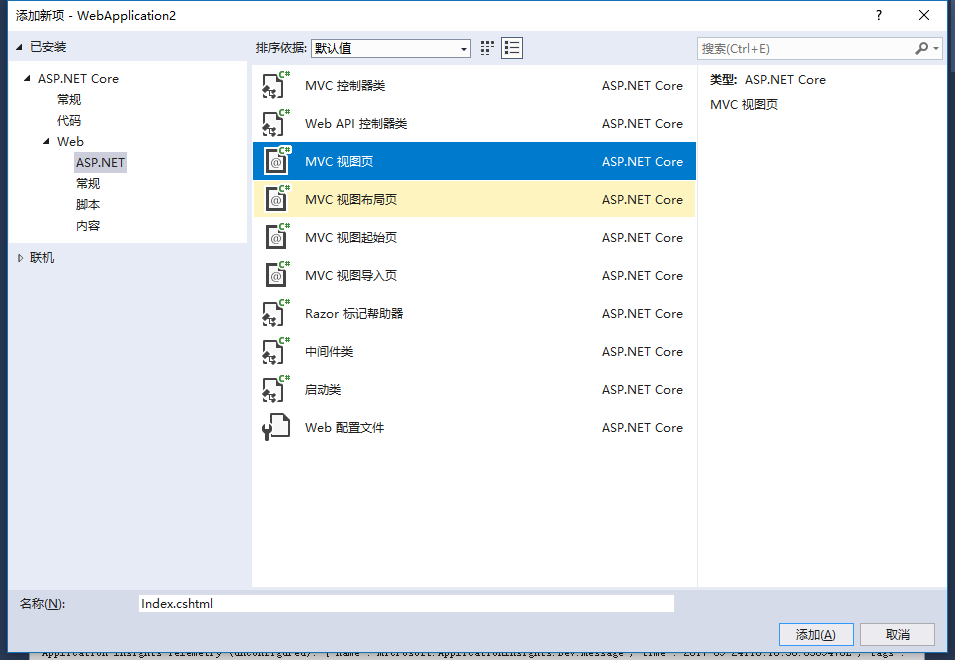 添加新项 - WebApplication2
?
已安装
排序依据: 默认值
搜索(Ctrl+E)
ASP.NET Core
常规
代码
Web
ASP.NET
常规
脚本
内容
联机
C# MVC 控制器类 ASP.NET Core
C# Web API 控制器类 ASP.NET Core
C# @ MVC 视图页 ASP.NET Core
C# @ MVC 视图布局页 ASP.NET Core
C# @ MVC 视图起始页 ASP.NET Core
C# @ MVC 视图导入页 ASP.NET Core
C# Razor 标记帮助器 ASP.NET Core
C# 中间件类 ASP.NET Core
C# 启动类 ASP.NET Core
Web 配置文件 ASP.NET Core
类型: ASP.NET Core
MVC 视图页
名称(N): Index.cshtml
添加(A) 取消